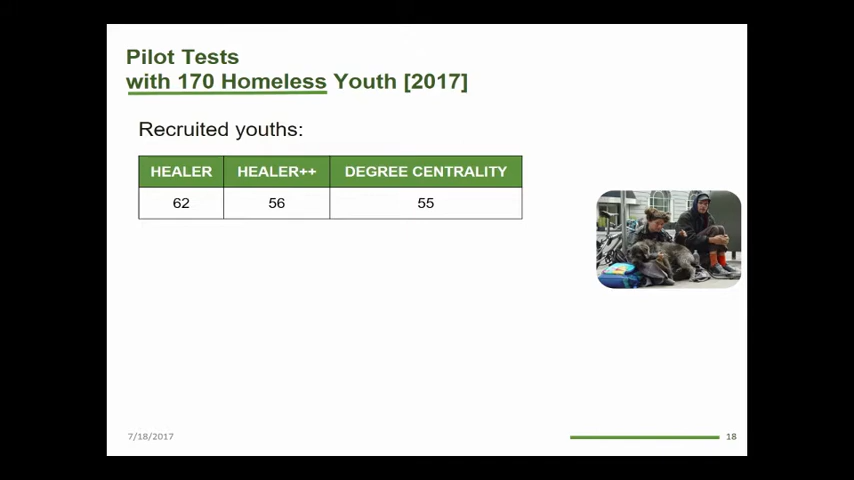 Pilot Tests
with 170 Homeless Youth [2017]
Recruited youths:
HEALER HEALER++ DEGREE CENTRALITY
62 56 55
7/18/2017 18